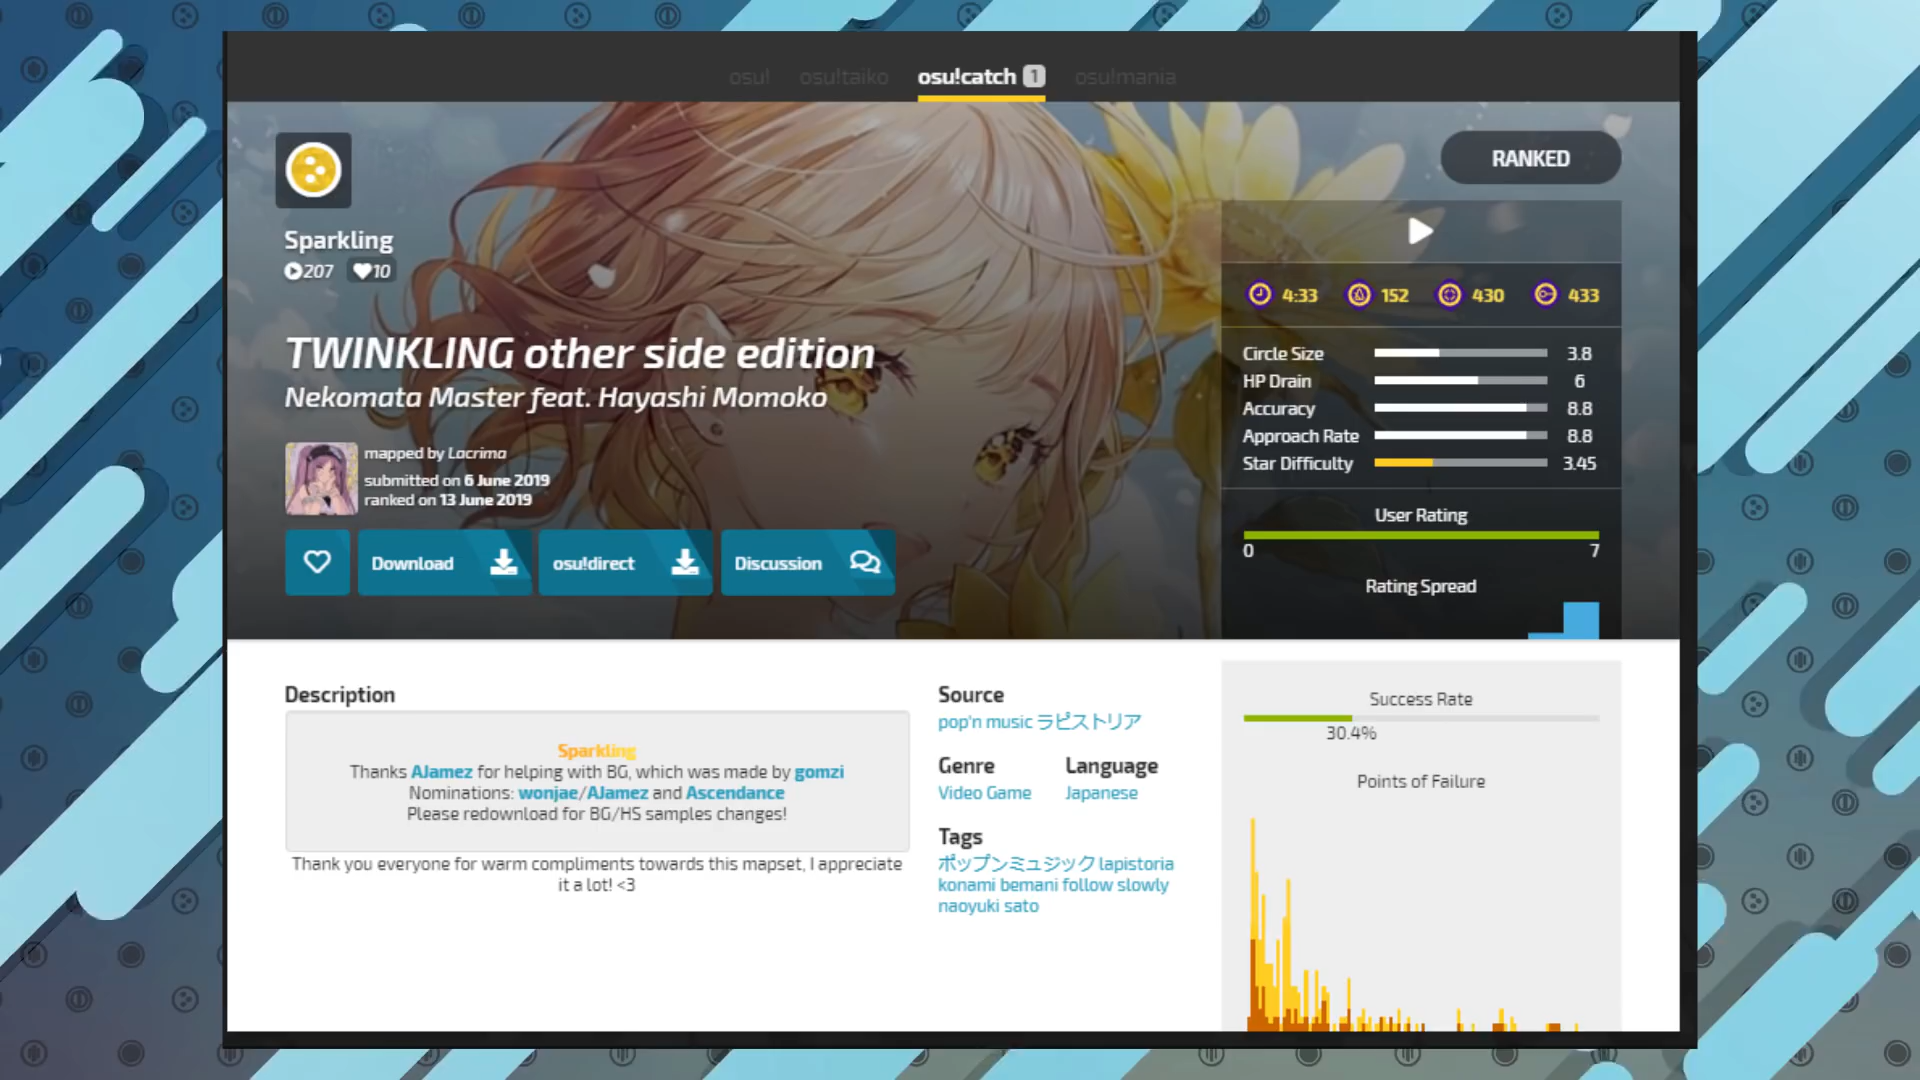 osu! osu!taiko osu!catch 1 osu!mania
RANKED
Sparkling
207 10
TWINKLING other side edition
Nekomata Master feat. Hayashi Momoko
mapped by Lacrima
submitted on 6 June 2019
ranked on 13 June 2019
Download osu!direct Discussion
4:33 152 430 433
Circle Size 3.8
HP Drain 6
Accuracy 8.8
Approach Rate 8.8
Star Difficulty 3.45
User Rating
0 7
Rating Spread
Description
Sparkling
Thanks AJamez for helping with BG, which was made by gomzi
Nominations: wonjae/AJamez and Ascendance
Please redownload for BG/HS samples changes!
Thank you everyone for warm compliments towards this mapset, I appreciate
it a lot! <3
Source
pop'n music ラピストリア
Genre Language
Video Game Japanese
Tags
ポップンミュジック lapistoria
konami bemani follow slowly
naoyuki sato
Success Rate
30.4%
Points of Failure